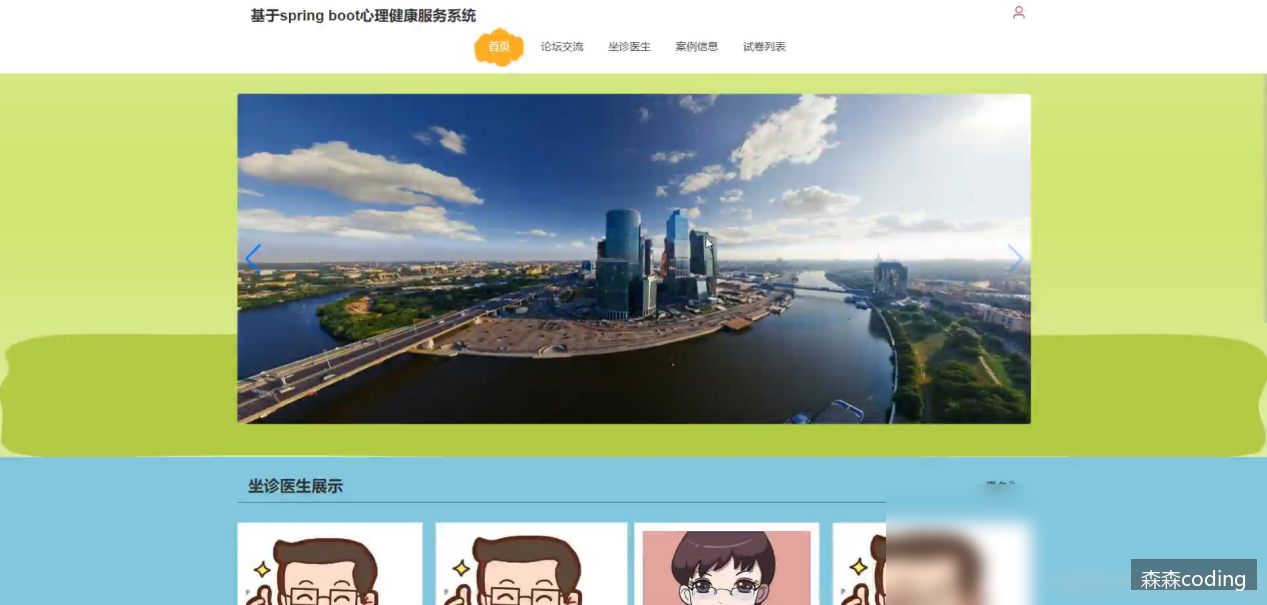 基于spring boot心理健康服务系统
首页 论坛交流 坐诊医生 案例信息 试卷列表
坐诊医生展示
森森coding